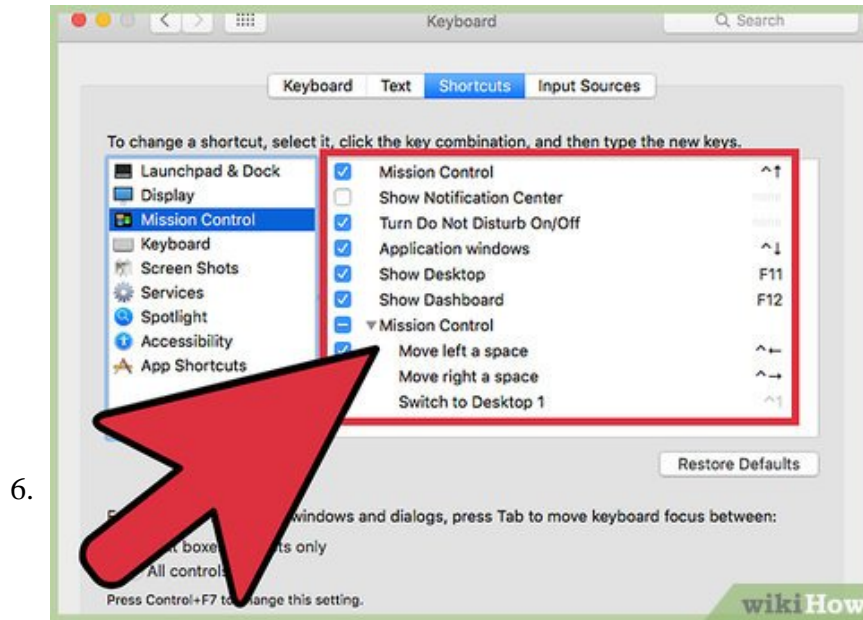 Keyboard
Search
Keyboard Text Shortcuts Input Sources
To change a shortcut, select it, click the key combination, and then type the new keys.
Launchpad & Dock
Display
Mission Control
Keyboard
Screen Shots
Services
Spotlight
Accessibility
App Shortcuts
Mission Control ^↑
Show Notification Center none
Turn Do Not Disturb On/Off none
Application windows ^↓
Show Desktop F11
Show Dashboard F12
Mission Control
Move left a space ^←
Move right a space ^→
Switch to Desktop 1 ^1
Restore Defaults
6.
windows and dialogs, press Tab to move keyboard focus between:
only
All controls
Press Control+F7 to change this setting.
wikiHow